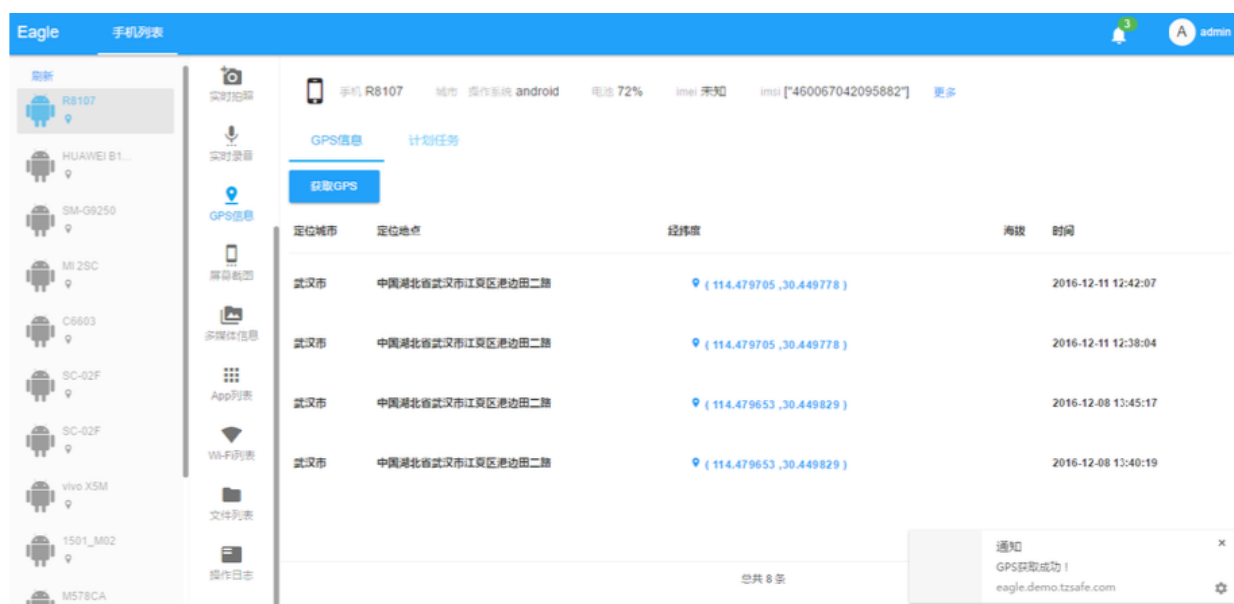 Eagle 手机列表 3 A admin
刷新
R8107
HUAWEI B1...
SM-G9250
MI 2SC
C6603
SC-02F
SC-02F
vivo X5M
1501_M02
M578CA
实时拍照
实时录音
GPS信息
屏幕截图
多媒体信息
App列表
Wi-Fi列表
文件列表
操作日志
手机 R8107 城市 操作系统 android 电池 72% imei 未知 imsi ["460067042095882"] 更多
GPS信息 计划任务
获取GPS
定位城市 定位地点 经纬度 海拔 时间
武汉市 中国湖北省武汉市江夏区港边田二路 ( 114.479705 ,30.449778 ) 2016-12-11 12:42:07
武汉市 中国湖北省武汉市江夏区港边田二路 ( 114.479705 ,30.449778 ) 2016-12-11 12:38:04
武汉市 中国湖北省武汉市江夏区港边田二路 ( 114.479653 ,30.449829 ) 2016-12-08 13:45:17
武汉市 中国湖北省武汉市江夏区港边田二路 ( 114.479653 ,30.449829 ) 2016-12-08 13:40:19
总共 8 条
通知 ×
GPS获取成功！
eagle.demo.tzsafe.com